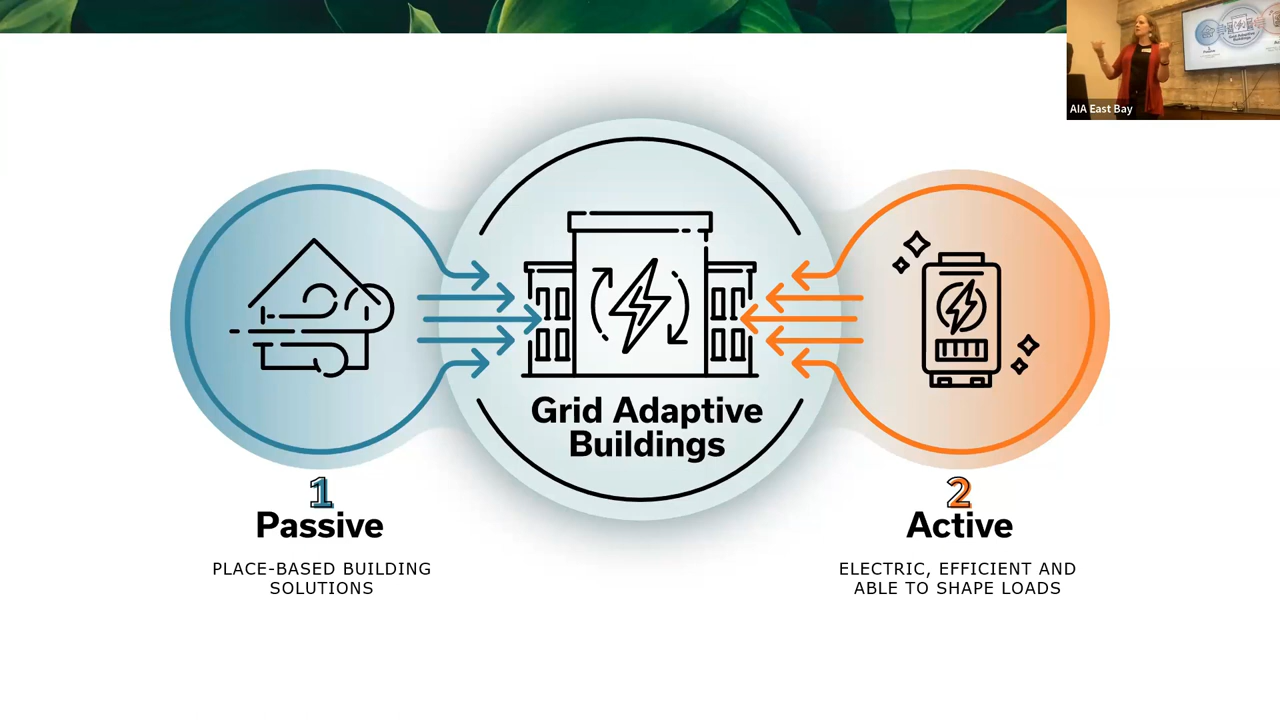 AIA East Bay
Grid Adaptive
Buildings
1
Passive
PLACE-BASED BUILDING
SOLUTIONS
2
Active
ELECTRIC, EFFICIENT AND
ABLE TO SHAPE LOADS